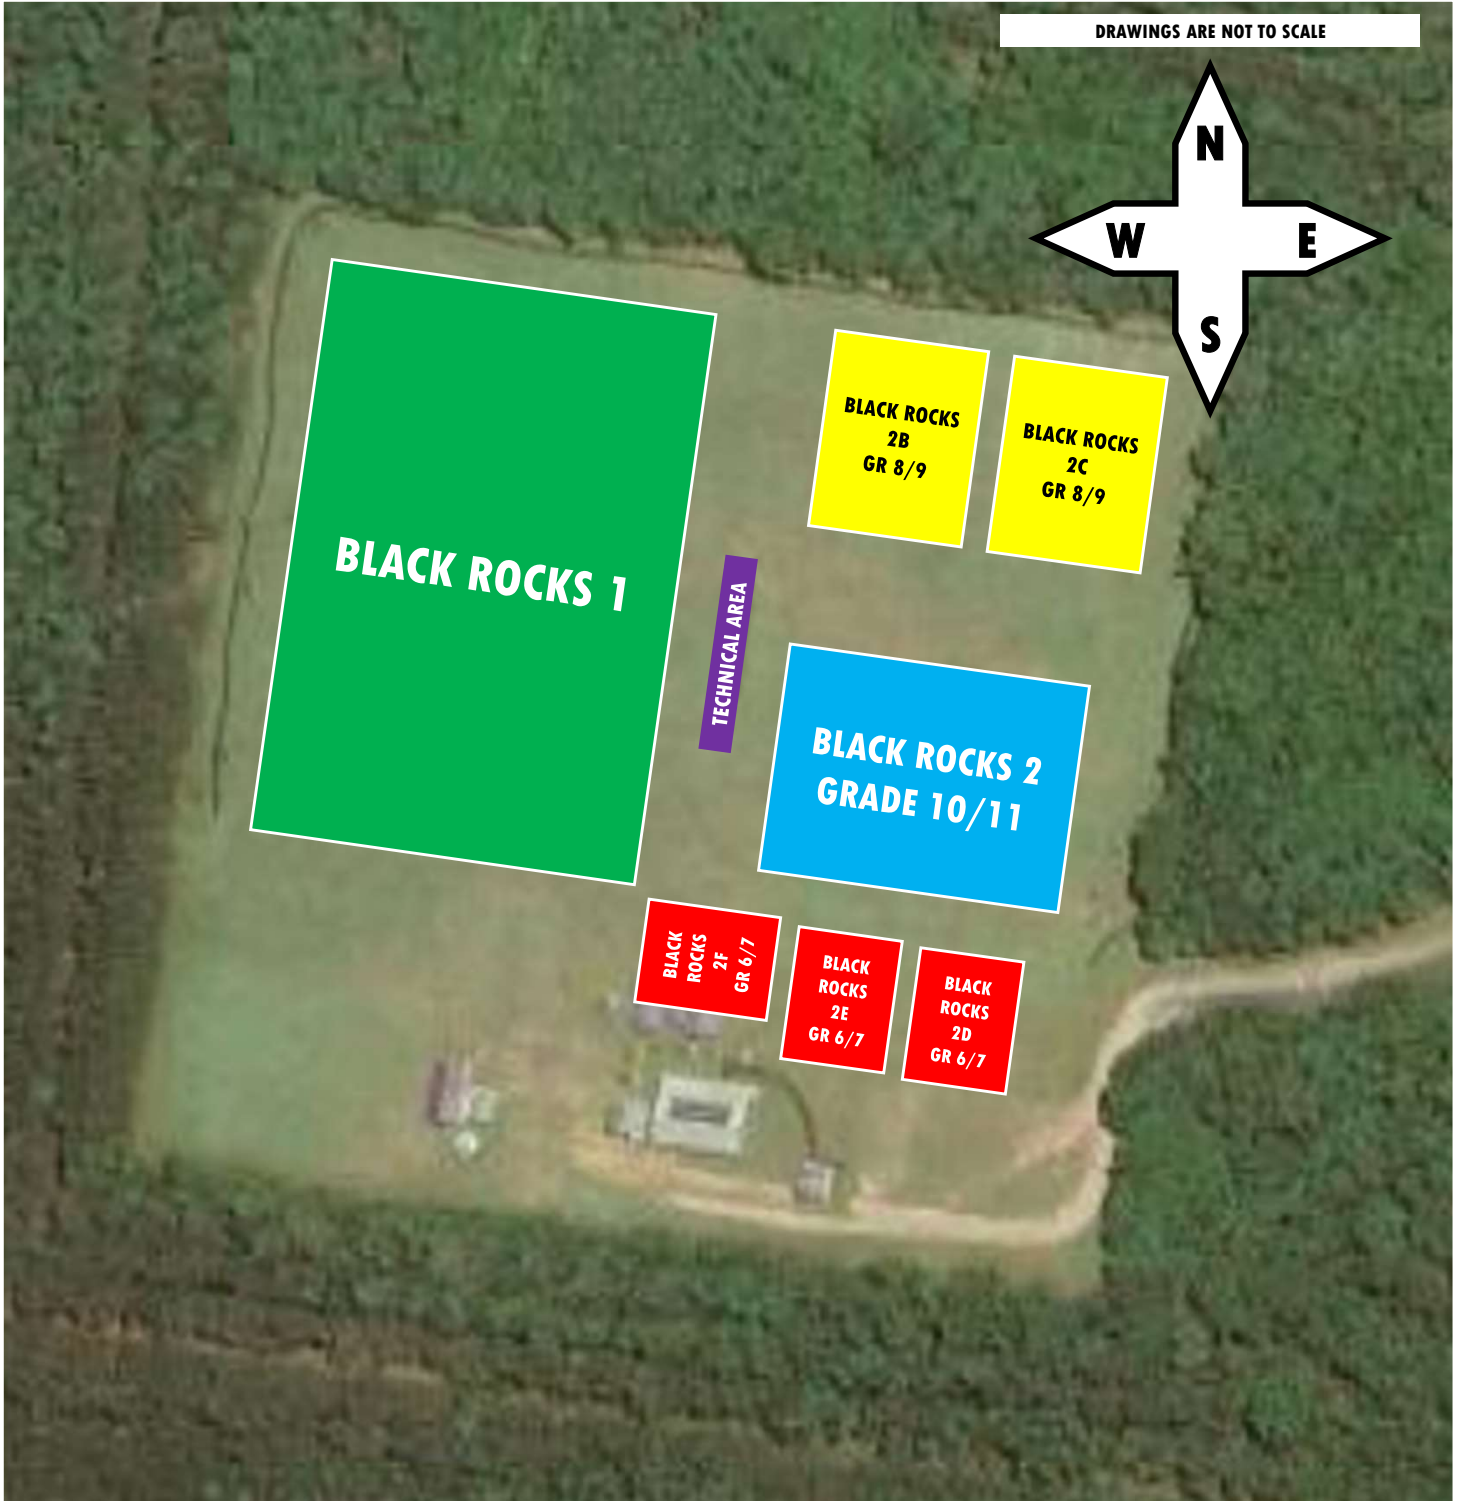 DRAWINGS ARE NOT TO SCALE
N
W
E
S
BLACK ROCKS
2B
GR 8/9
BLACK ROCKS
2C
GR 8/9
BLACK ROCKS 1
TECHNICAL AREA
BLACK ROCKS 2
GRADE 10/11
BLACK
ROCKS
2F
GR 6/7
BLACK
ROCKS
2E
GR 6/7
BLACK
ROCKS
2D
GR 6/7